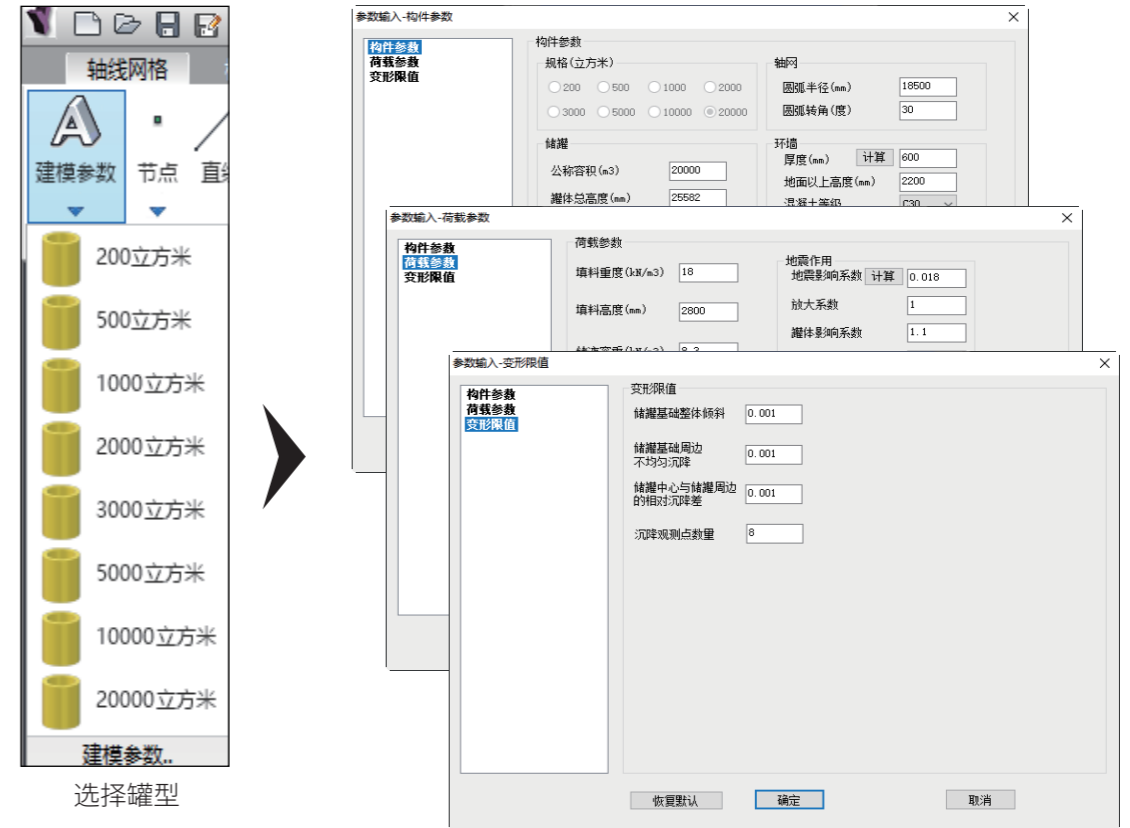 轴线网格
建模参数
节点
直
200立方米
500立方米
1000立方米
2000立方米
3000立方米
5000立方米
10000立方米
20000立方米
建模参数..
选择罐型
参数输入-构件参数
构件参数
荷载参数
变形限值
构件参数
规格(立方米)
200 500 1000 2000
3000 5000 10000 20000
轴网
圆弧半径(mm) 18500
圆弧转角(度) 30
储罐
公称容积(m3) 20000
罐体总高度(mm) 25582
环墙
厚度(mm) 计算 600
地面以上高度(mm) 2200
混凝土等级 C30
参数输入-荷载参数
构件参数
荷载参数
变形限值
荷载参数
填料重度(kN/m3) 18
填料高度(mm) 2800
地震作用
地震影响系数 计算 0.018
放大系数 1
罐体影响系数 1.1
参数输入-变形限值
构件参数
荷载参数
变形限值
变形限值
储罐基础整体倾斜 0.001
储罐基础周边
不均匀沉降 0.001
储罐中心与储罐周边
的相对沉降差 0.001
沉降观测点数量 8
恢复默认 确定 取消